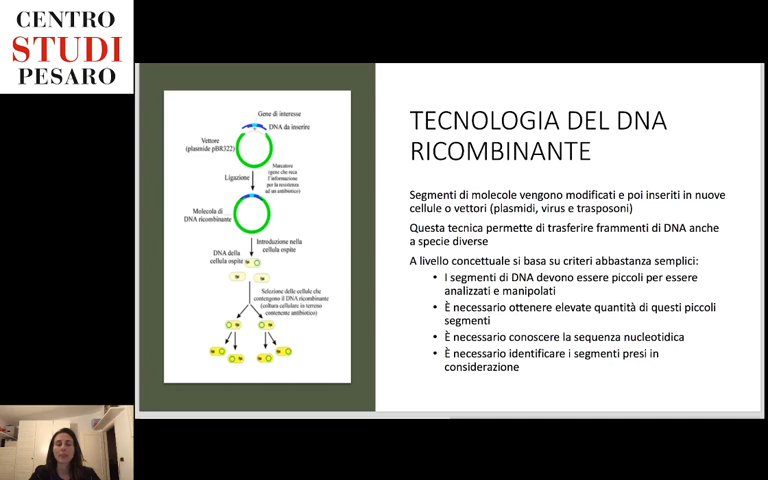 CENTRO
STUDI
PESARO
Gene di interesse
DNA da inserire
Vettore
(plasmide pBR322)
Marcatore
(gene che reca
l'informazione
per la resistenza
ad un antibiotico)
Ligazione
Molecola di
DNA ricombinante
Introduzione nella
cellula ospite
DNA della
cellula ospite
Selezione delle cellule che
contengono il DNA ricombinante
(coltura cellulare in terreno
contenente antibiotico)
TECNOLOGIA DEL DNA
RICOMBINANTE
Segmenti di molecole vengono modificati e poi inseriti in nuove
cellule o vettori (plasmidi, virus e trasposoni)
Questa tecnica permette di trasferire frammenti di DNA anche
a specie diverse
A livello concettuale si basa su criteri abbastanza semplici:
• I segmenti di DNA devono essere piccoli per essere
analizzati e manipolati
• È necessario ottenere elevate quantità di questi piccoli
segmenti
• È necessario conoscere la sequenza nucleotidica
• È necessario identificare i segmenti presi in
considerazione